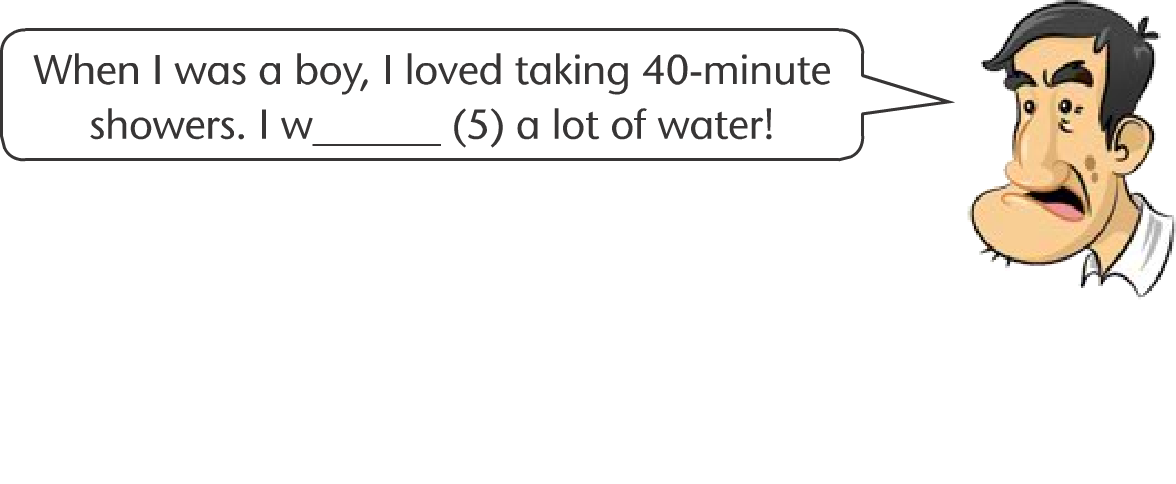 When I was a boy, I loved taking 40-minute
showers. I w______ (5) a lot of water!